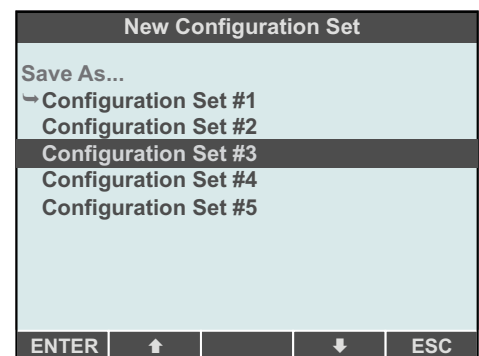 New Configuration Set
Save As...
Configuration Set #1
Configuration Set #2
Configuration Set #3
Configuration Set #4
Configuration Set #5
ENTER ESC